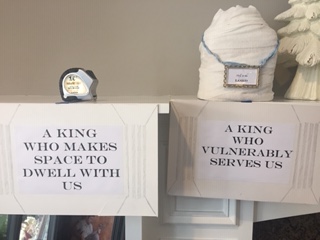 A KING
WHO MAKES
SPACE TO
DWELL WITH
US
A KING
WHO
VULNERABLY
SERVES US